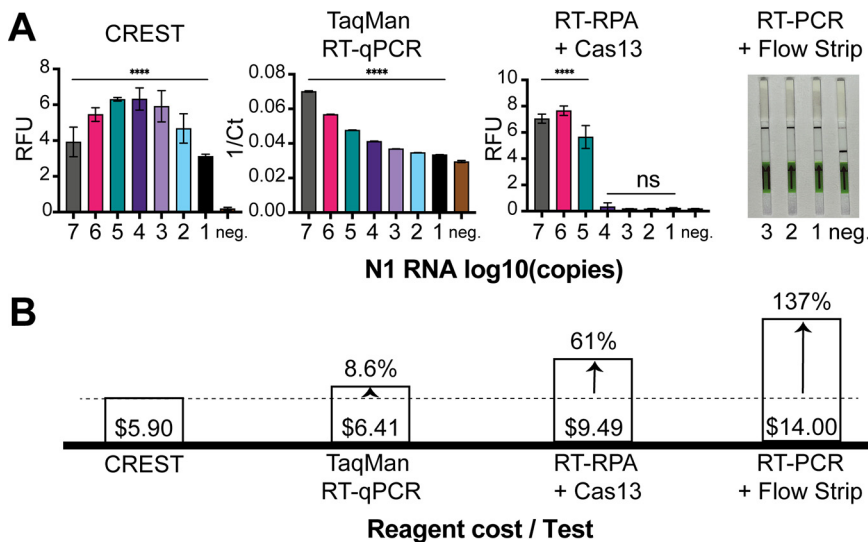 A
CREST
TaqMan
RT-qPCR
RT-RPA
+ Cas13
RT-PCR
+ Flow Strip
****
6
4
2
0
RFU
7 6 5 4 3 2 1 neg.
****
0.08
0.06
0.04
0.02
0.00
1/Ct
7 6 5 4 3 2 1 neg.
****
10
8
6
4
2
0
RFU
ns
7 6 5 4 3 2 1 neg.
3 2 1 neg.
N1 RNA log10(copies)
B
8.6%
61%
137%
$5.90
$6.41
$9.49
$14.00
CREST
TaqMan
RT-qPCR
RT-RPA
+ Cas13
RT-PCR
+ Flow Strip
Reagent cost / Test